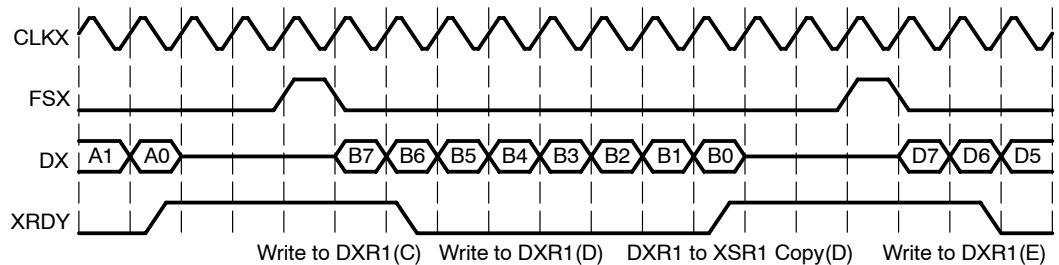 CLKX
FSX
DX A1 A0 B7 B6 B5 B4 B3 B2 B1 B0 D7 D6 D5
XRDY
Write to DXR1(C) Write to DXR1(D) DXR1 to XSR1 Copy(D) Write to DXR1(E)